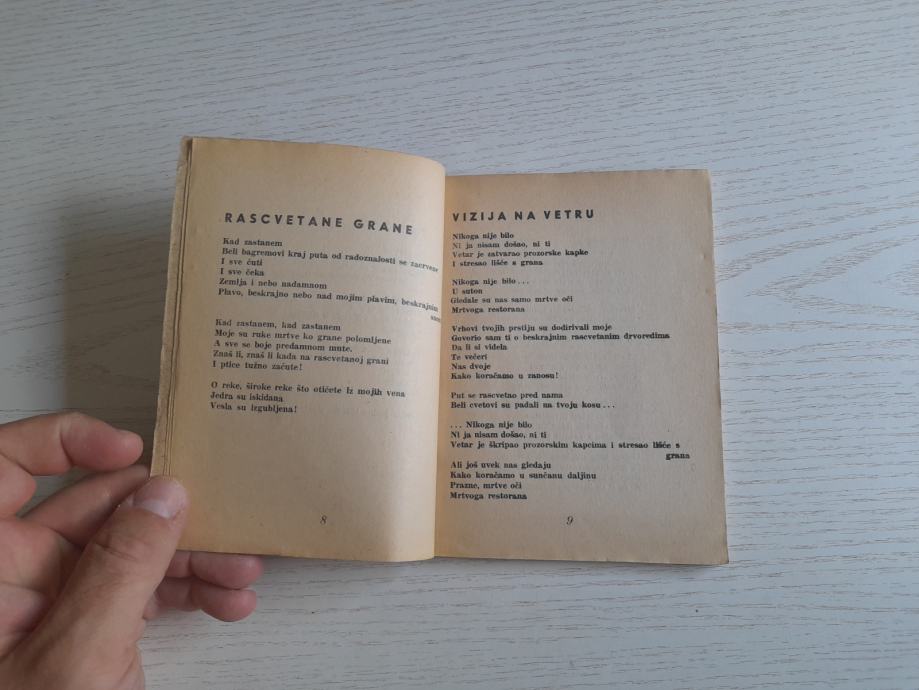 RASCVETANE GRANE
Kad zastanem
Beli bagremovi kraj puta od radoznalosti se zacrvene
I sve ćuti
I sve čeka
Zemlja i nebo nadamnom
Plavo, beskrajno nebo nad mojim plavim, beskrajnim
Kad zastanem, kad zastanem
Moje su ruke mrtve ko grane polomljene
A sve se boje predamnom mute.
Znaš li, znaš li kada na rascvetanoj grani
I ptice tužno zaćute!
O reke, široke reke što otičete iz mojih vena
Jedra su iskidana
Vesla su izgubljena!
8
VIZIJA NA VETRU
Nikoga nije bilo
Ni ja nisam došao, ni ti
Vetar je zatvarao prozorske kapke
I stresao lišće s grana
Nikoga nije bilo...
U suton
Gledale su nas samo mrtve oči
Mrtvoga restorana
Vrhovi tvojih prstiju su dodirivali moje
Govorio sam ti o beskrajnim rascvetanim drvoredima
Da li si videla
Te večeri
Nas dvoje
Kako koračamo u zanosu!
Put se rascvetao pred nama
Beli cvetovi su padali na tvoju kosu...
... Nikoga nije bilo
Ni ja nisam došao, ni ti
Vetar je škripao prozorskim kapcima i stresao lišće s
grana
Ali još uvek nas gledaju
Kako koračamo u sunčanu daljinu
Prazne, mrtve oči
Mrtvoga restorana
9